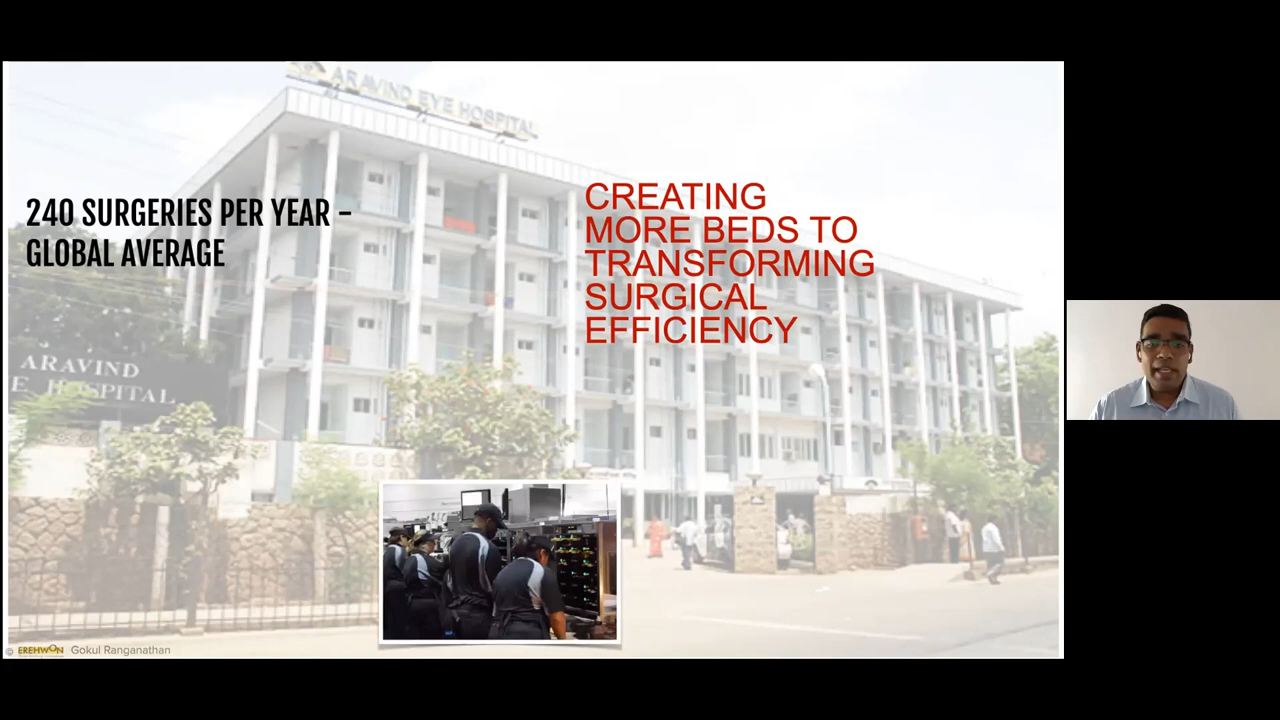 ARAVIND EYE HOSPITAL
240 SURGERIES PER YEAR -
GLOBAL AVERAGE
CREATING
MORE BEDS TO
TRANSFORMING
SURGICAL
EFFICIENCY
ARAVIND
E HOSPITAL
© EREHWON Gokul Ranganathan